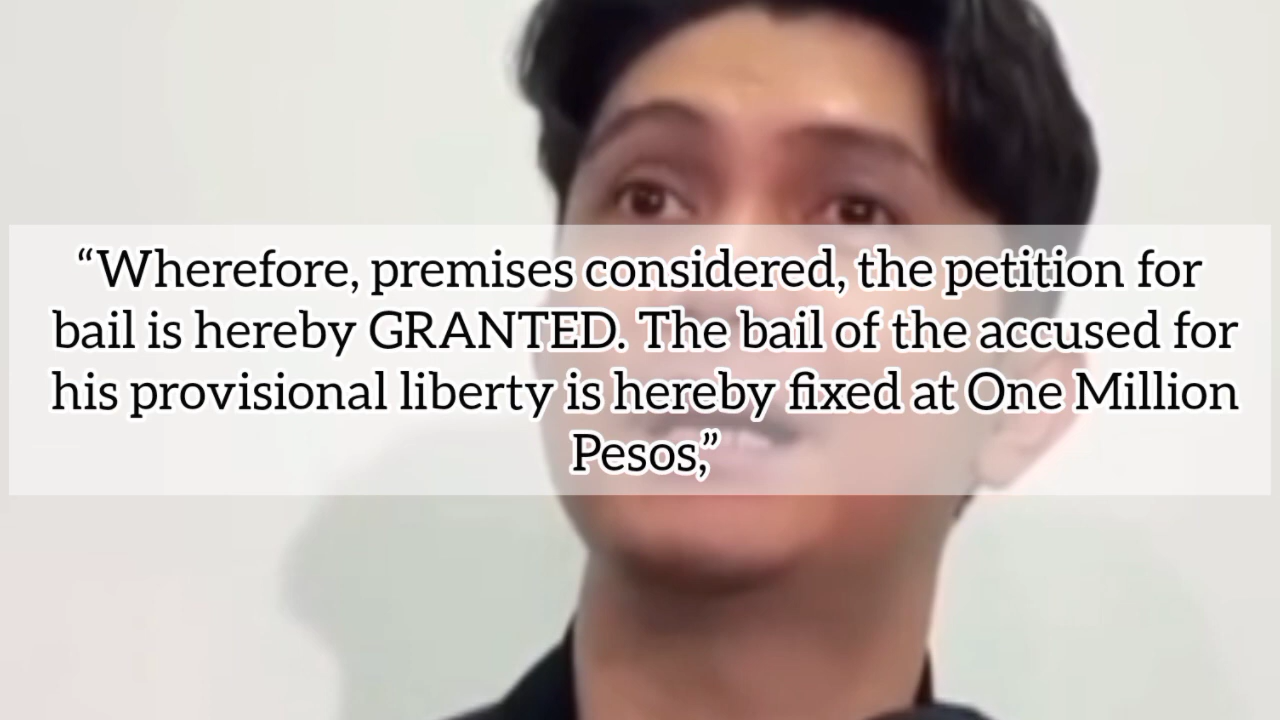 “Wherefore, premises considered, the petition for
bail is hereby GRANTED. The bail of the accused for
his provisional liberty is hereby fixed at One Million
Pesos,”